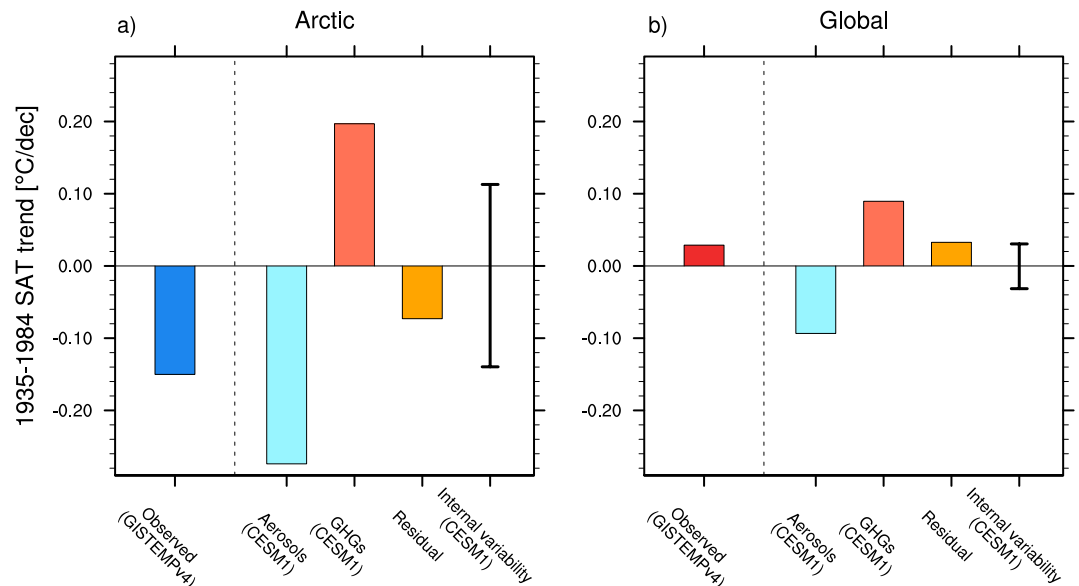 a)
Arctic
1935-1984 SAT trend [°C/dec]
0.20
0.10
0.00
-0.10
-0.20
Observed
(GISTEMPv4)
Aerosols
(CESM1)
GHGs
(CESM1)
Residual
Internal variability
(CESM1)
b)
Global
0.20
0.10
0.00
-0.10
-0.20
Observed
(GISTEMPv4)
Aerosols
(CESM1)
GHGs
(CESM1)
Residual
Internal variability
(CESM1)